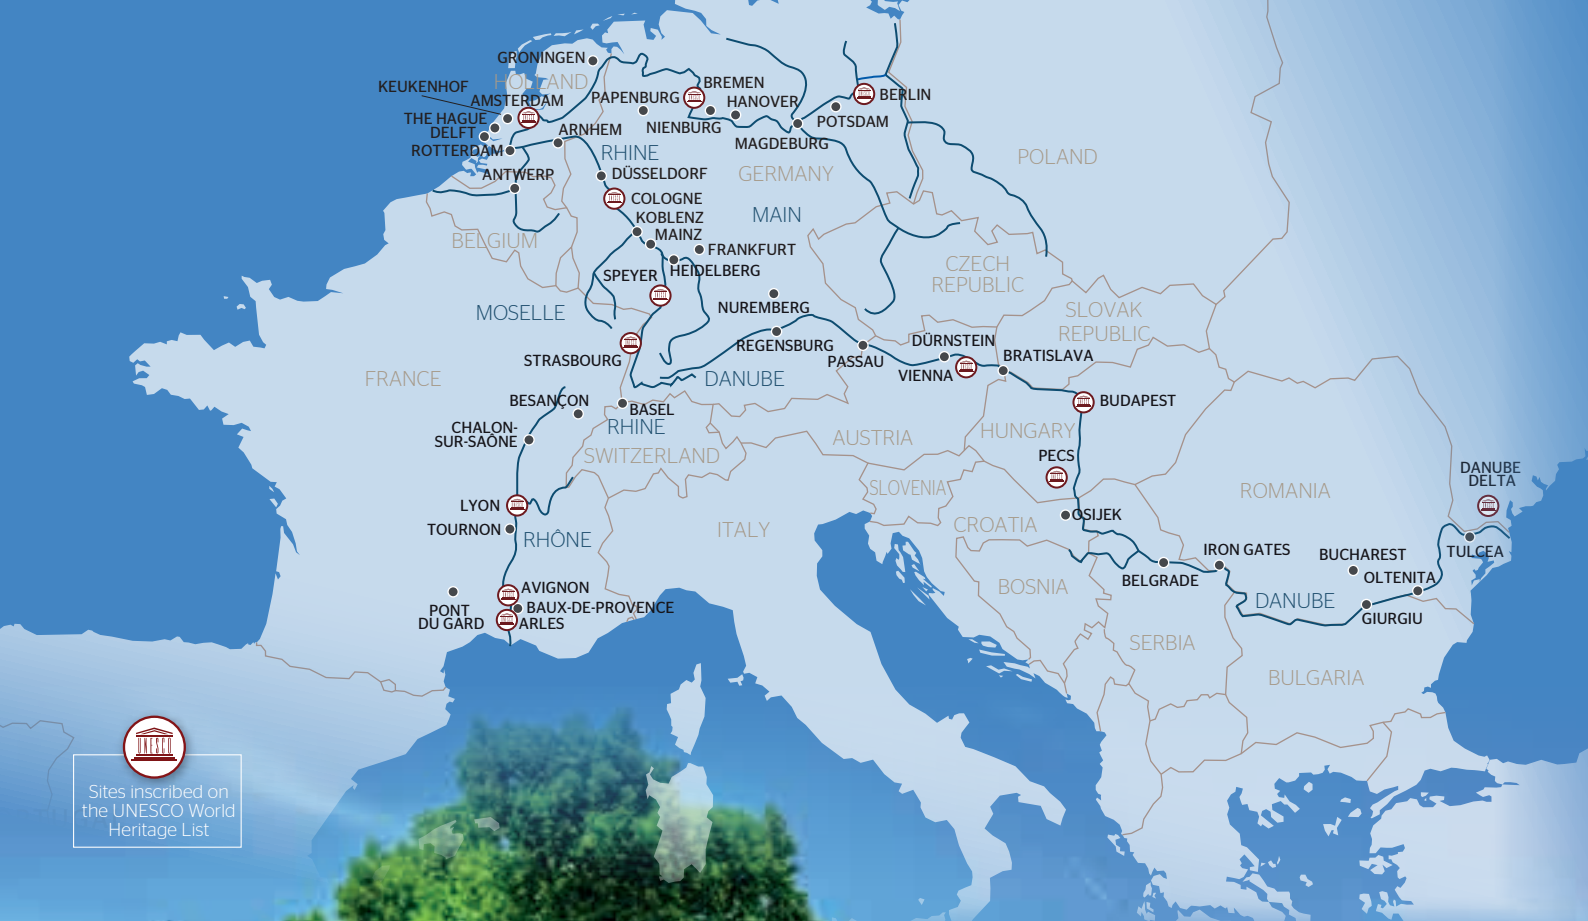 GRONINGEN
HOLLAND
KEUKENHOF
AMSTERDAM
THE HAGUE
DELFT
ROTTERDAM
ARNHEM
ANTWERP
PAPENBURG
BREMEN
NIENBURG
HANOVER
MAGDEBURG
POTSDAM
BERLIN
RHINE
DÜSSELDORF
GERMANY
POLAND
COLOGNE
KOBLENZ
MAINZ
MAIN
FRANKFURT
HEIDELBERG
SPEYER
BELGIUM
CZECH
REPUBLIC
MOSELLE
NUREMBERG
SLOVAK
REPUBLIC
STRASBOURG
REGENSBURG
PASSAU
DÜRNSTEIN
VIENNA
BRATISLAVA
FRANCE
DANUBE
BESANÇON
BASEL
RHINE
BUDAPEST
CHALON-
SUR-SAÔNE
SWITZERLAND
AUSTRIA
HUNGARY
PECS
SLOVENIA
ROMANIA
DANUBE
DELTA
LYON
TOURNON
RHÔNE
ITALY
CROATIA
OSIJEK
BOSNIA
BELGRADE
IRON GATES
BUCHAREST
OLTENITA
TULCEA
DANUBE
GIURGIU
AVIGNON
BAUX-DE-PROVENCE
ARLES
PONT
DU GARD
SERBIA
BULGARIA
UNESCO
Sites inscribed on
the UNESCO World
Heritage List